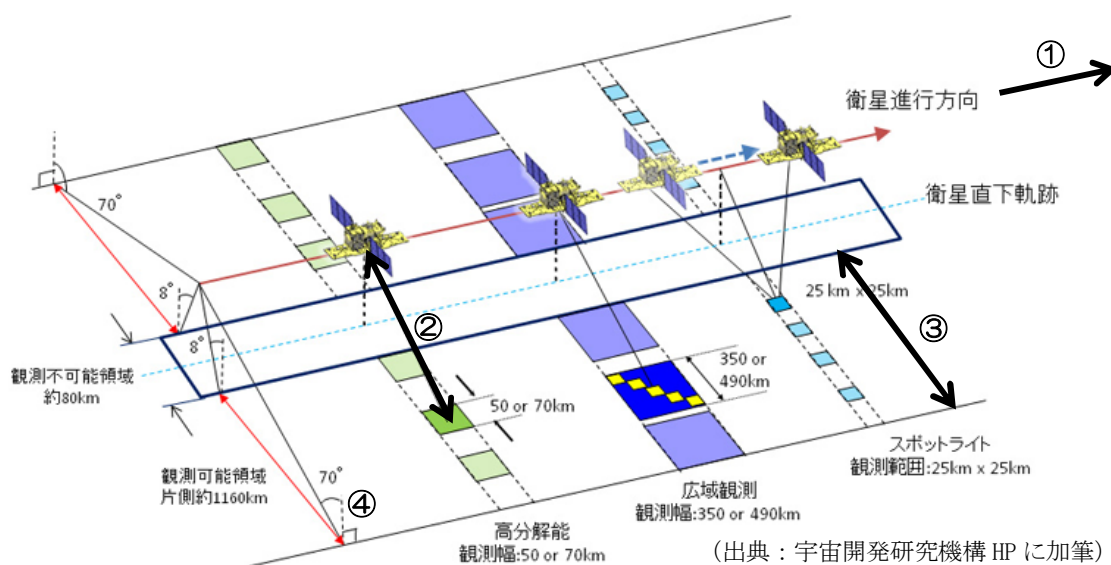 ①
衛星進行方向
衛星直下軌跡
70°
8°
8°
②
25 km x 25km
③
観測不可能領域
約80km
350 or
490km
50 or 70km
スポットライト
観測範囲:25km x 25km
観測可能領域
片側約1160km
70°
④
広域観測
観測幅:350 or 490km
高分解能
観測幅:50 or 70km
(出典：宇宙開発研究機構 HP に加筆)